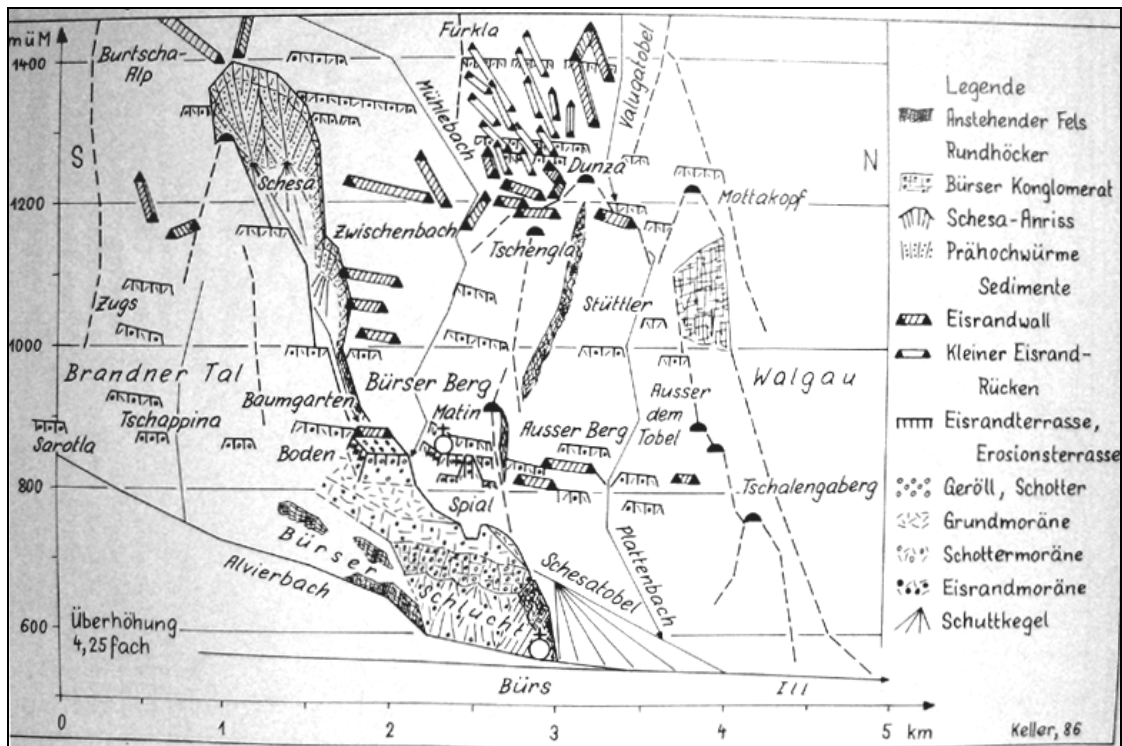 müM
1400
1200
1000
800
600
S
N
Burtscha-
Alp
Fürkla
Mühlebach
Valugatobel
Schesa
Dunza
Mottakopf
Zwischenbach
Tschengla
Zugs
Stüttler
Brandner Tal
Bürser Berg
Walgau
Baumgarten
Matin
Ausser
dem
Tobel
Tschappina
Sarotla
Ausser Berg
Boden
Spial
Tschalengaberg
Bürser
schlucht
Alvierbach
Schesatobel
Plattenbach
Überhöhung
4,25fach
Bürs
Ill
0 1 2 3 4 5 km
Legende
Anstehender Fels
Rundhöcker
Bürser Konglomerat
Schesa-Anriss
Prähochwürme
Sedimente
Eisrandwall
Kleiner Eisrand-
Rücken
Eisrandterrasse,
Erosionsterrasse
Geröll, Schotter
Grundmoräne
Schottermoräne
Eisrandmoräne
Schuttkegel
Keller, 86